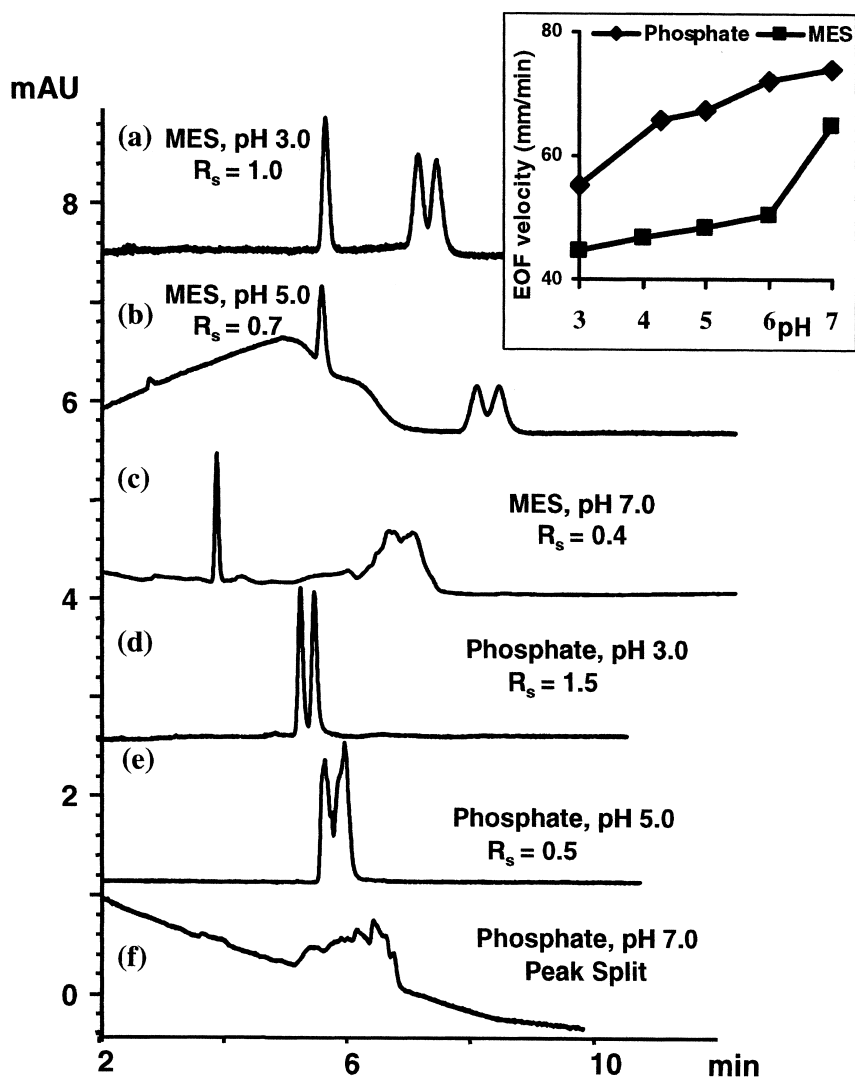 mAU
80
Phosphate MES
60
40
EOF velocity (mm/min)
3 4 5 6 pH 7
(a) MES, pH 3.0
Rs = 1.0
8
(b) MES, pH 5.0
Rs = 0.7
6
(c)
MES, pH 7.0
Rs = 0.4
4
(d)
Phosphate, pH 3.0
Rs = 1.5
(e)
2
Phosphate, pH 5.0
Rs = 0.5
(f)
Phosphate, pH 7.0
Peak Split
0
2 6 10 min